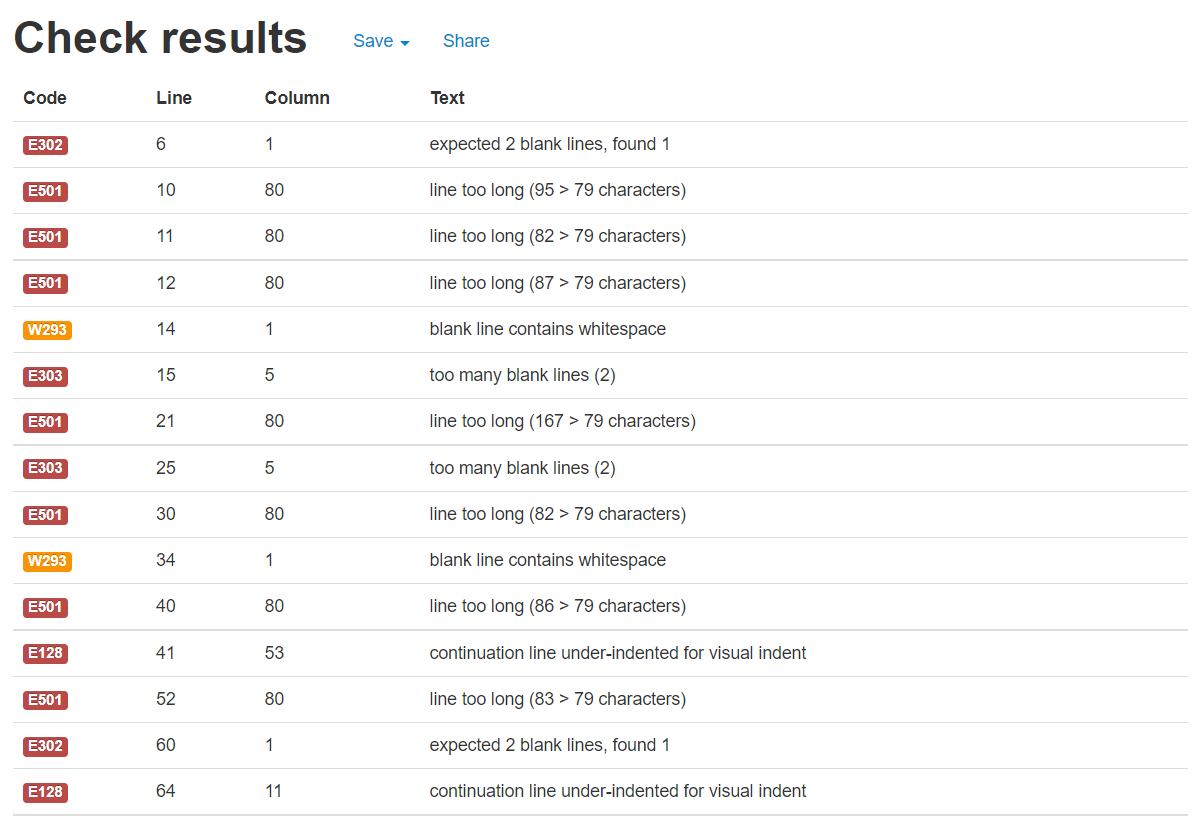 Check results Save Share
Code Line Column Text
E302 6 1 expected 2 blank lines, found 1
E501 10 80 line too long (95 > 79 characters)
E501 11 80 line too long (82 > 79 characters)
E501 12 80 line too long (87 > 79 characters)
W293 14 1 blank line contains whitespace
E303 15 5 too many blank lines (2)
E501 21 80 line too long (167 > 79 characters)
E303 25 5 too many blank lines (2)
E501 30 80 line too long (82 > 79 characters)
W293 34 1 blank line contains whitespace
E501 40 80 line too long (86 > 79 characters)
E128 41 53 continuation line under-indented for visual indent
E501 52 80 line too long (83 > 79 characters)
E302 60 1 expected 2 blank lines, found 1
E128 64 11 continuation line under-indented for visual indent